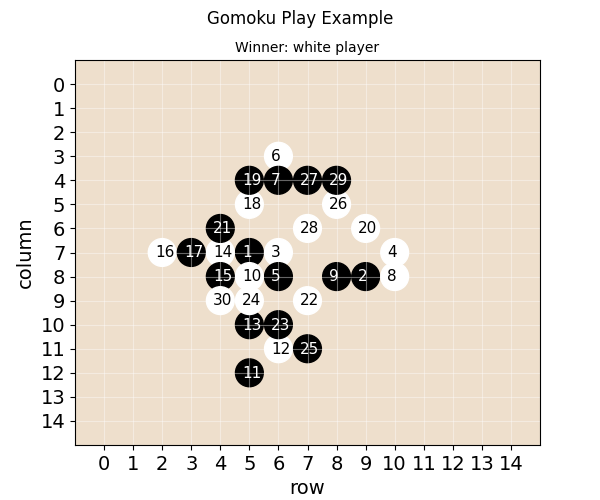 Gomoku Play Example
Winner: white player
0
1
2
3 6
4 19 7 27 29
5 18 26
6 21 28 20
7 16 17 14 1 3 4
8 15 10 5 9 2 8
9 30 24 22
10 13 23
11 12 25
12 11
13
14
column
0 1 2 3 4 5 6 7 8 9 10 11 12 13 14
row